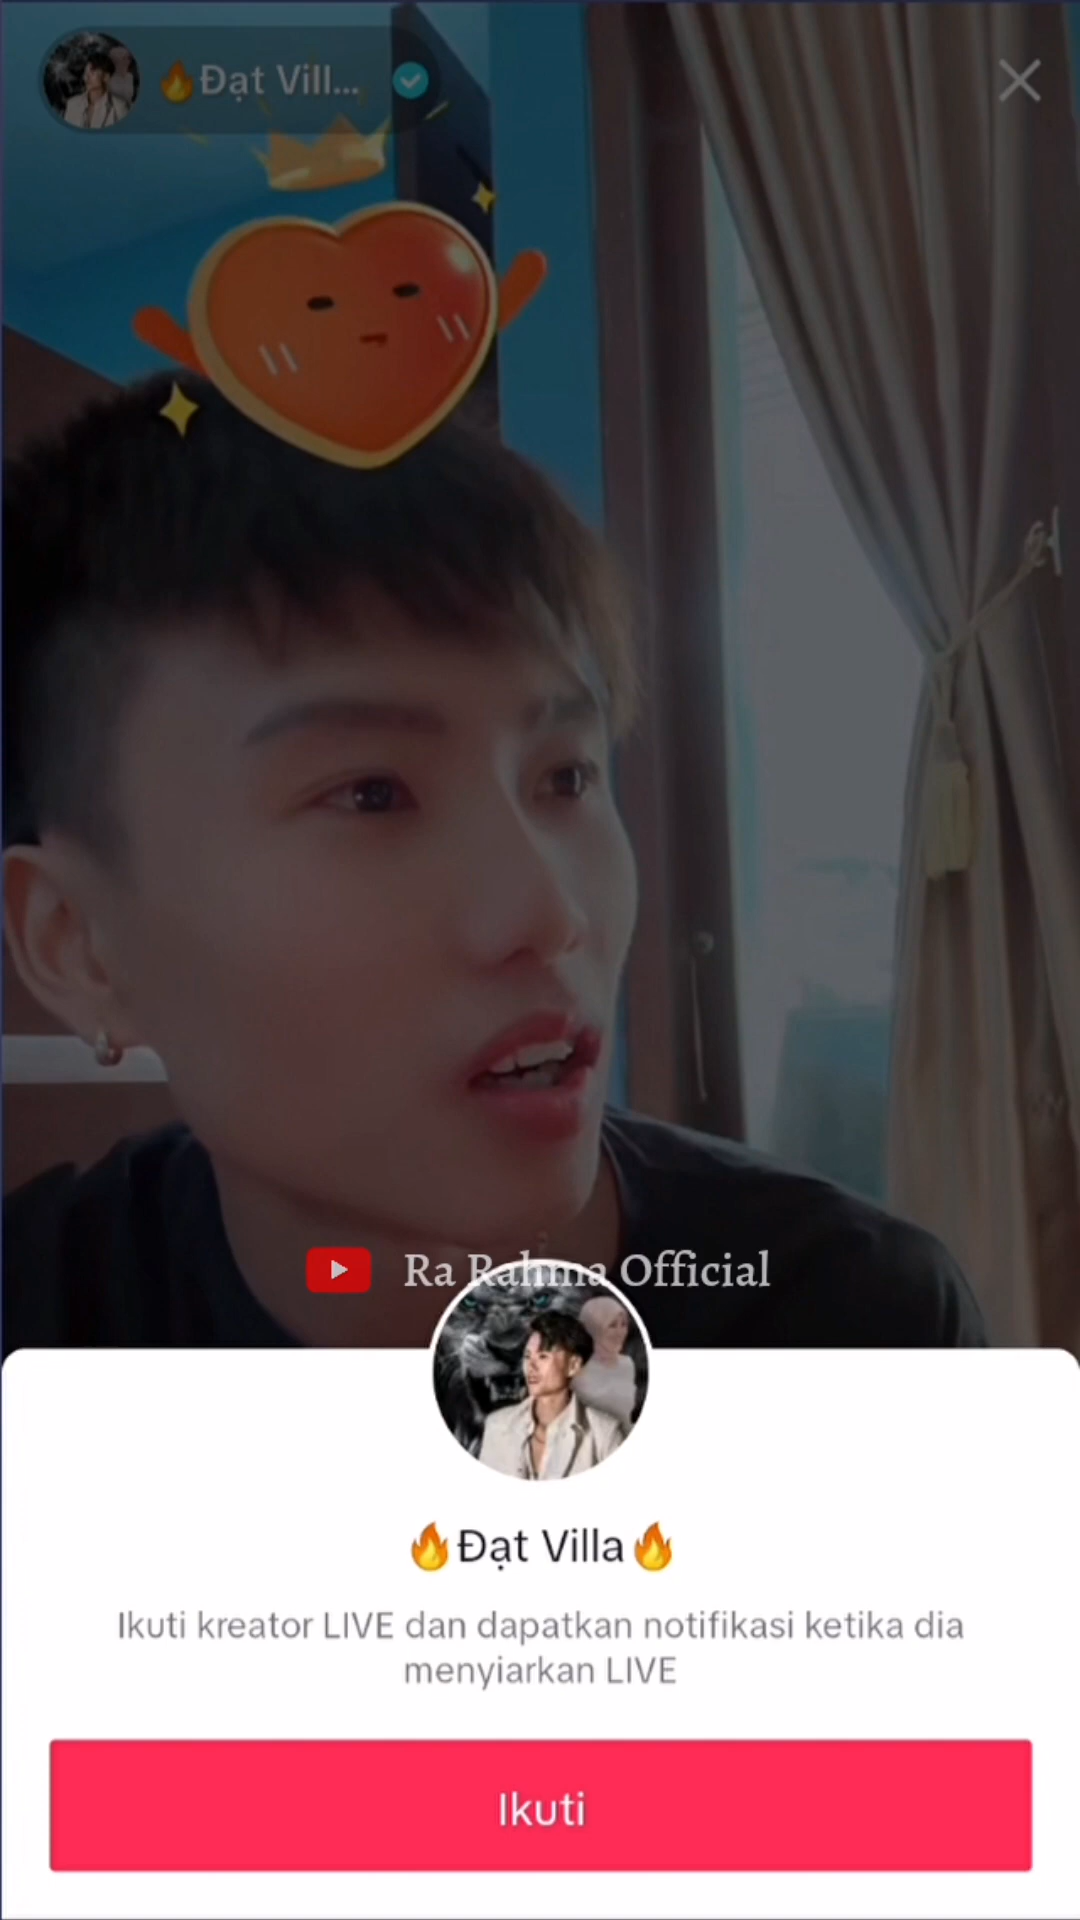 🔥Đạt Vill...
Ra Rahma Official
🔥Đạt Villa🔥
Ikuti kreator LIVE dan dapatkan notifikasi ketika dia
menyiarkan LIVE
Ikuti